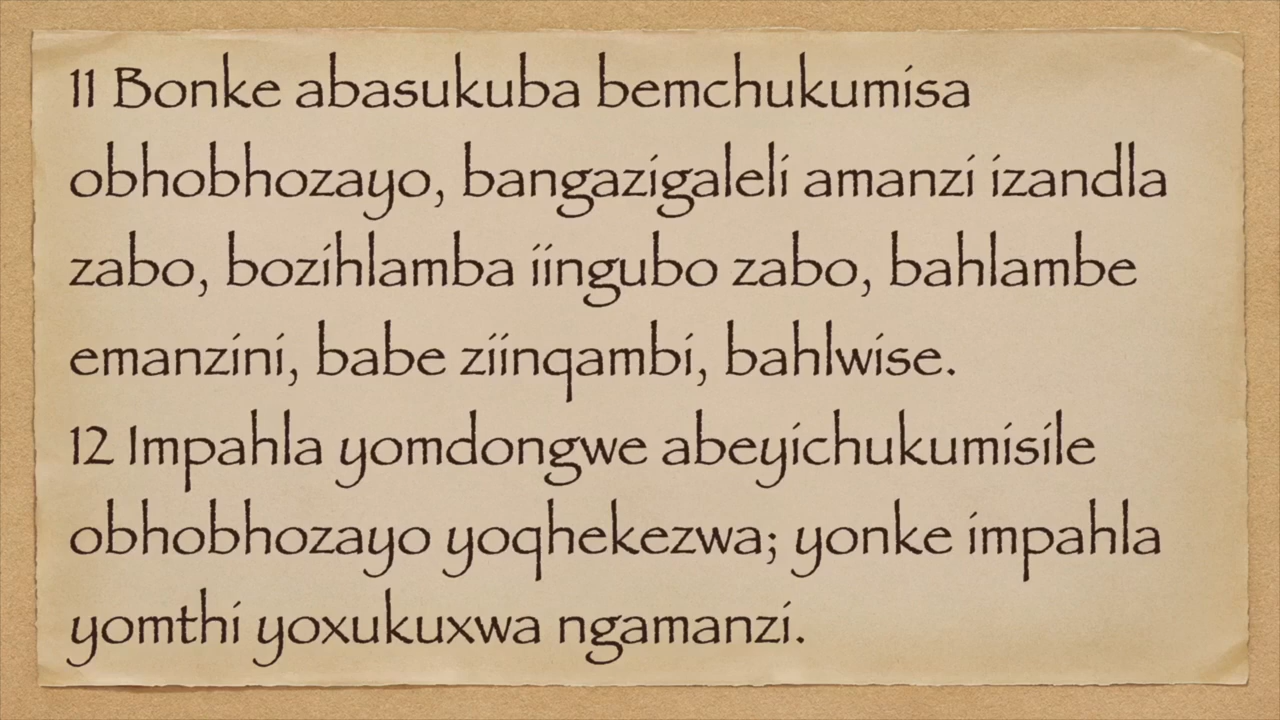 11 Bonke abasukuba bemchukumisa
obhobhozayo, bangazigaleli amanzi izandla
zabo, bozihlamba iingubo zabo, bahlambe
emanzini, babe ziinqambi, bahlwise.
12 Impahla yomdongwe abeyichukumisile
obhobhozayo yoqhekezwa; yonke impahla
yomthi yoxukuxwa ngamanzi.